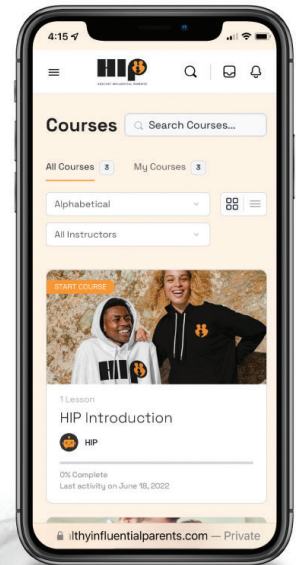 4:15
HIP
HEALTHY INFLUENTIAL PARENTS
Courses
Search Courses...
All Courses 3
My Courses 3
Alphabetical
All Instructors
START COURSE
HIP
1 Lesson
HIP Introduction
HIP
0% Complete
Last activity on June 18, 2022
lthyinfluentialparents.com — Private